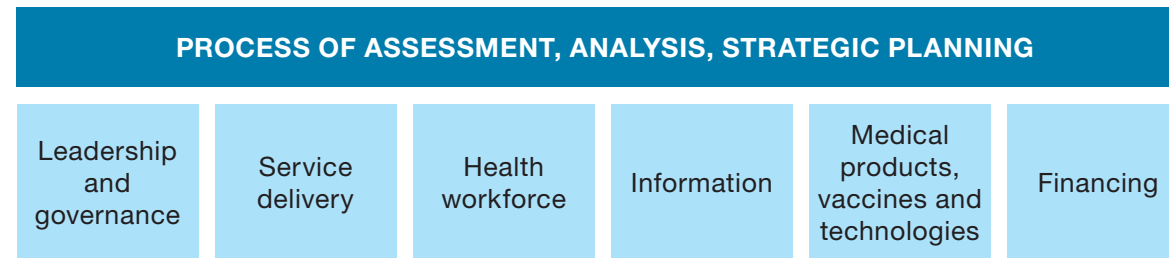 PROCESS OF ASSESSMENT, ANALYSIS, STRATEGIC PLANNING
Leadership
and
governance
Service
delivery
Health
workforce
Information
Medical
products,
vaccines and
technologies
Financing